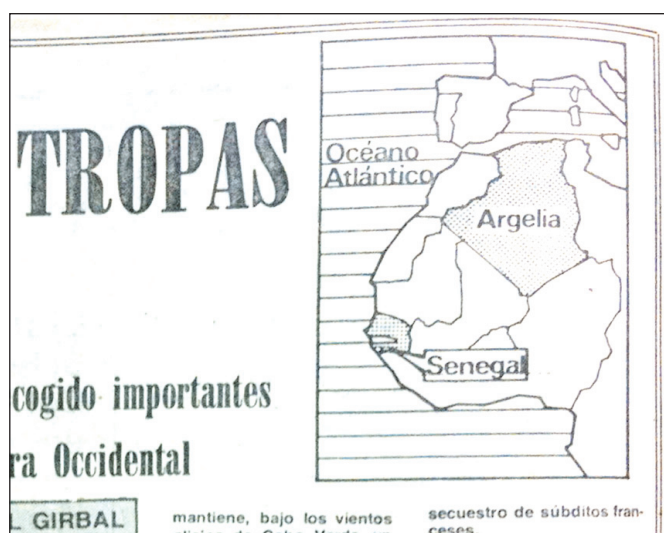 TROPAS
cogido importantes
ra Occidental
L GIRBAL
mantiene, bajo los vientos
secuestro de súbditos fran-
ceses.
Océano
Atlántico
Argelia
Senegal